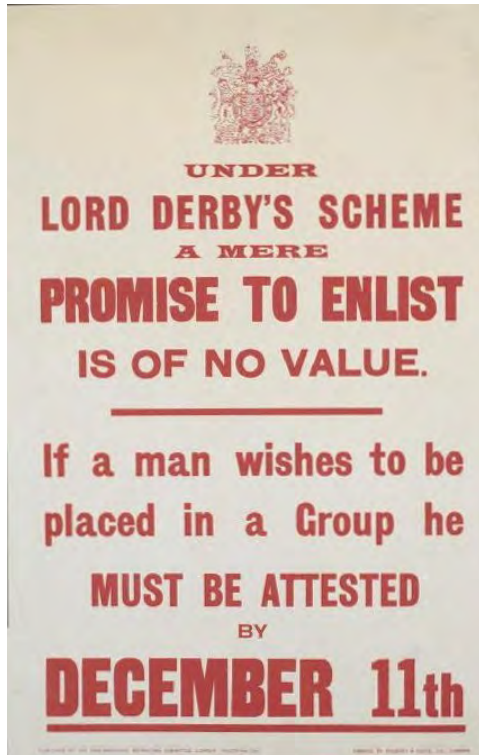 UNDER
LORD DERBY'S SCHEME
A MERE
PROMISE TO ENLIST
IS OF NO VALUE.
If a man wishes to be
placed in a Group he
MUST BE ATTESTED
BY
DECEMBER 11th